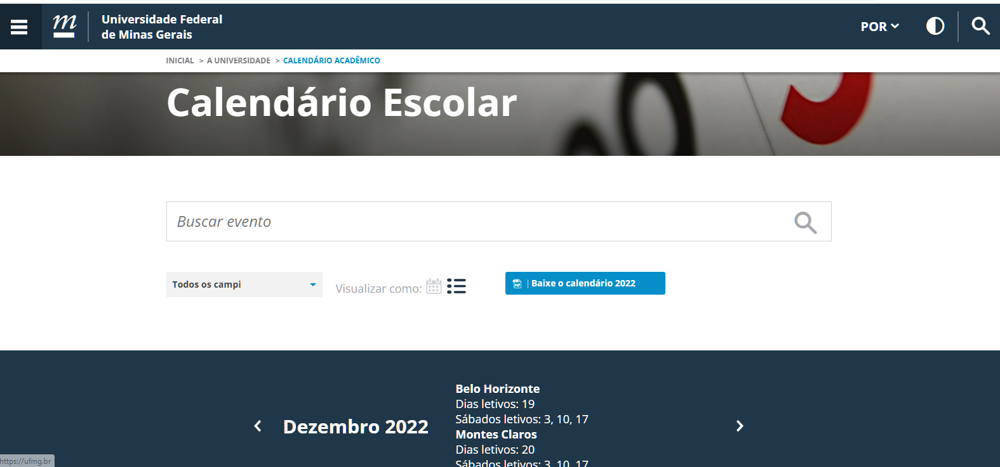 m
Universidade Federal
de Minas Gerais
POR
INICIAL > A UNIVERSIDADE > CALENDÁRIO ACADÊMICO
Calendário Escolar
Buscar evento
Todos os campi
Visualizar como:
Pdf | Baixe o calendário 2022
Belo Horizonte
Dias letivos: 19
Sábados letivos: 3, 10, 17
Dezembro 2022
Montes Claros
Dias letivos: 20
Sábados letivos: 3, 10, 17
https://ufmg.br